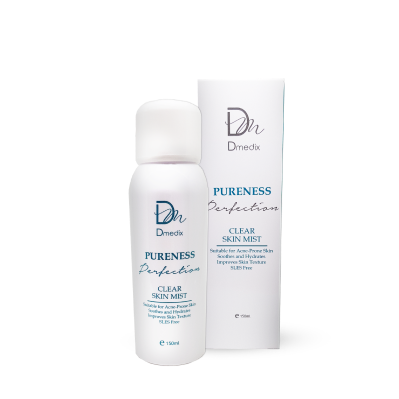 Dm
Dmedix
PURENESS
Perfection
CLEAR
SKIN MIST
Suitable for Acne-Prone Skin
Soothes and Hydrates
Improves Skin Texture
SLES Free
e 150ml
Dm
Dmedix
PURENESS
Perfection
CLEAR
SKIN MIST
Suitable for Acne-Prone Skin
Soothes and Hydrates
Improves Skin Texture
SLES Free
e 150ml